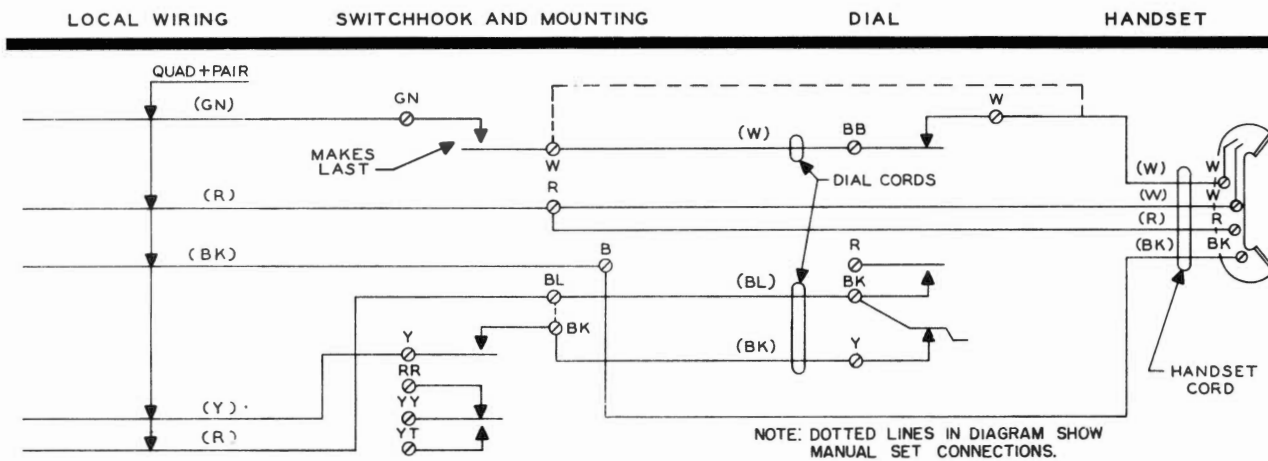 LOCAL WIRING SWITCHHOOK AND MOUNTING DIAL HANDSET
QUAD+PAIR
(GN)
GN
W
MAKES
LAST
W
(W)
BB
DIAL CORDS
(W)
W
(R)
R
(W)
W
(R)
R
(BK)
B
(BK)
BK
R
BL
(BL)
BK
BK
Y
(BK)
Y
RR
YY
YT
(Y)
(R)
HANDSET
CORD
NOTE: DOTTED LINES IN DIAGRAM SHOW
MANUAL SET CONNECTIONS.